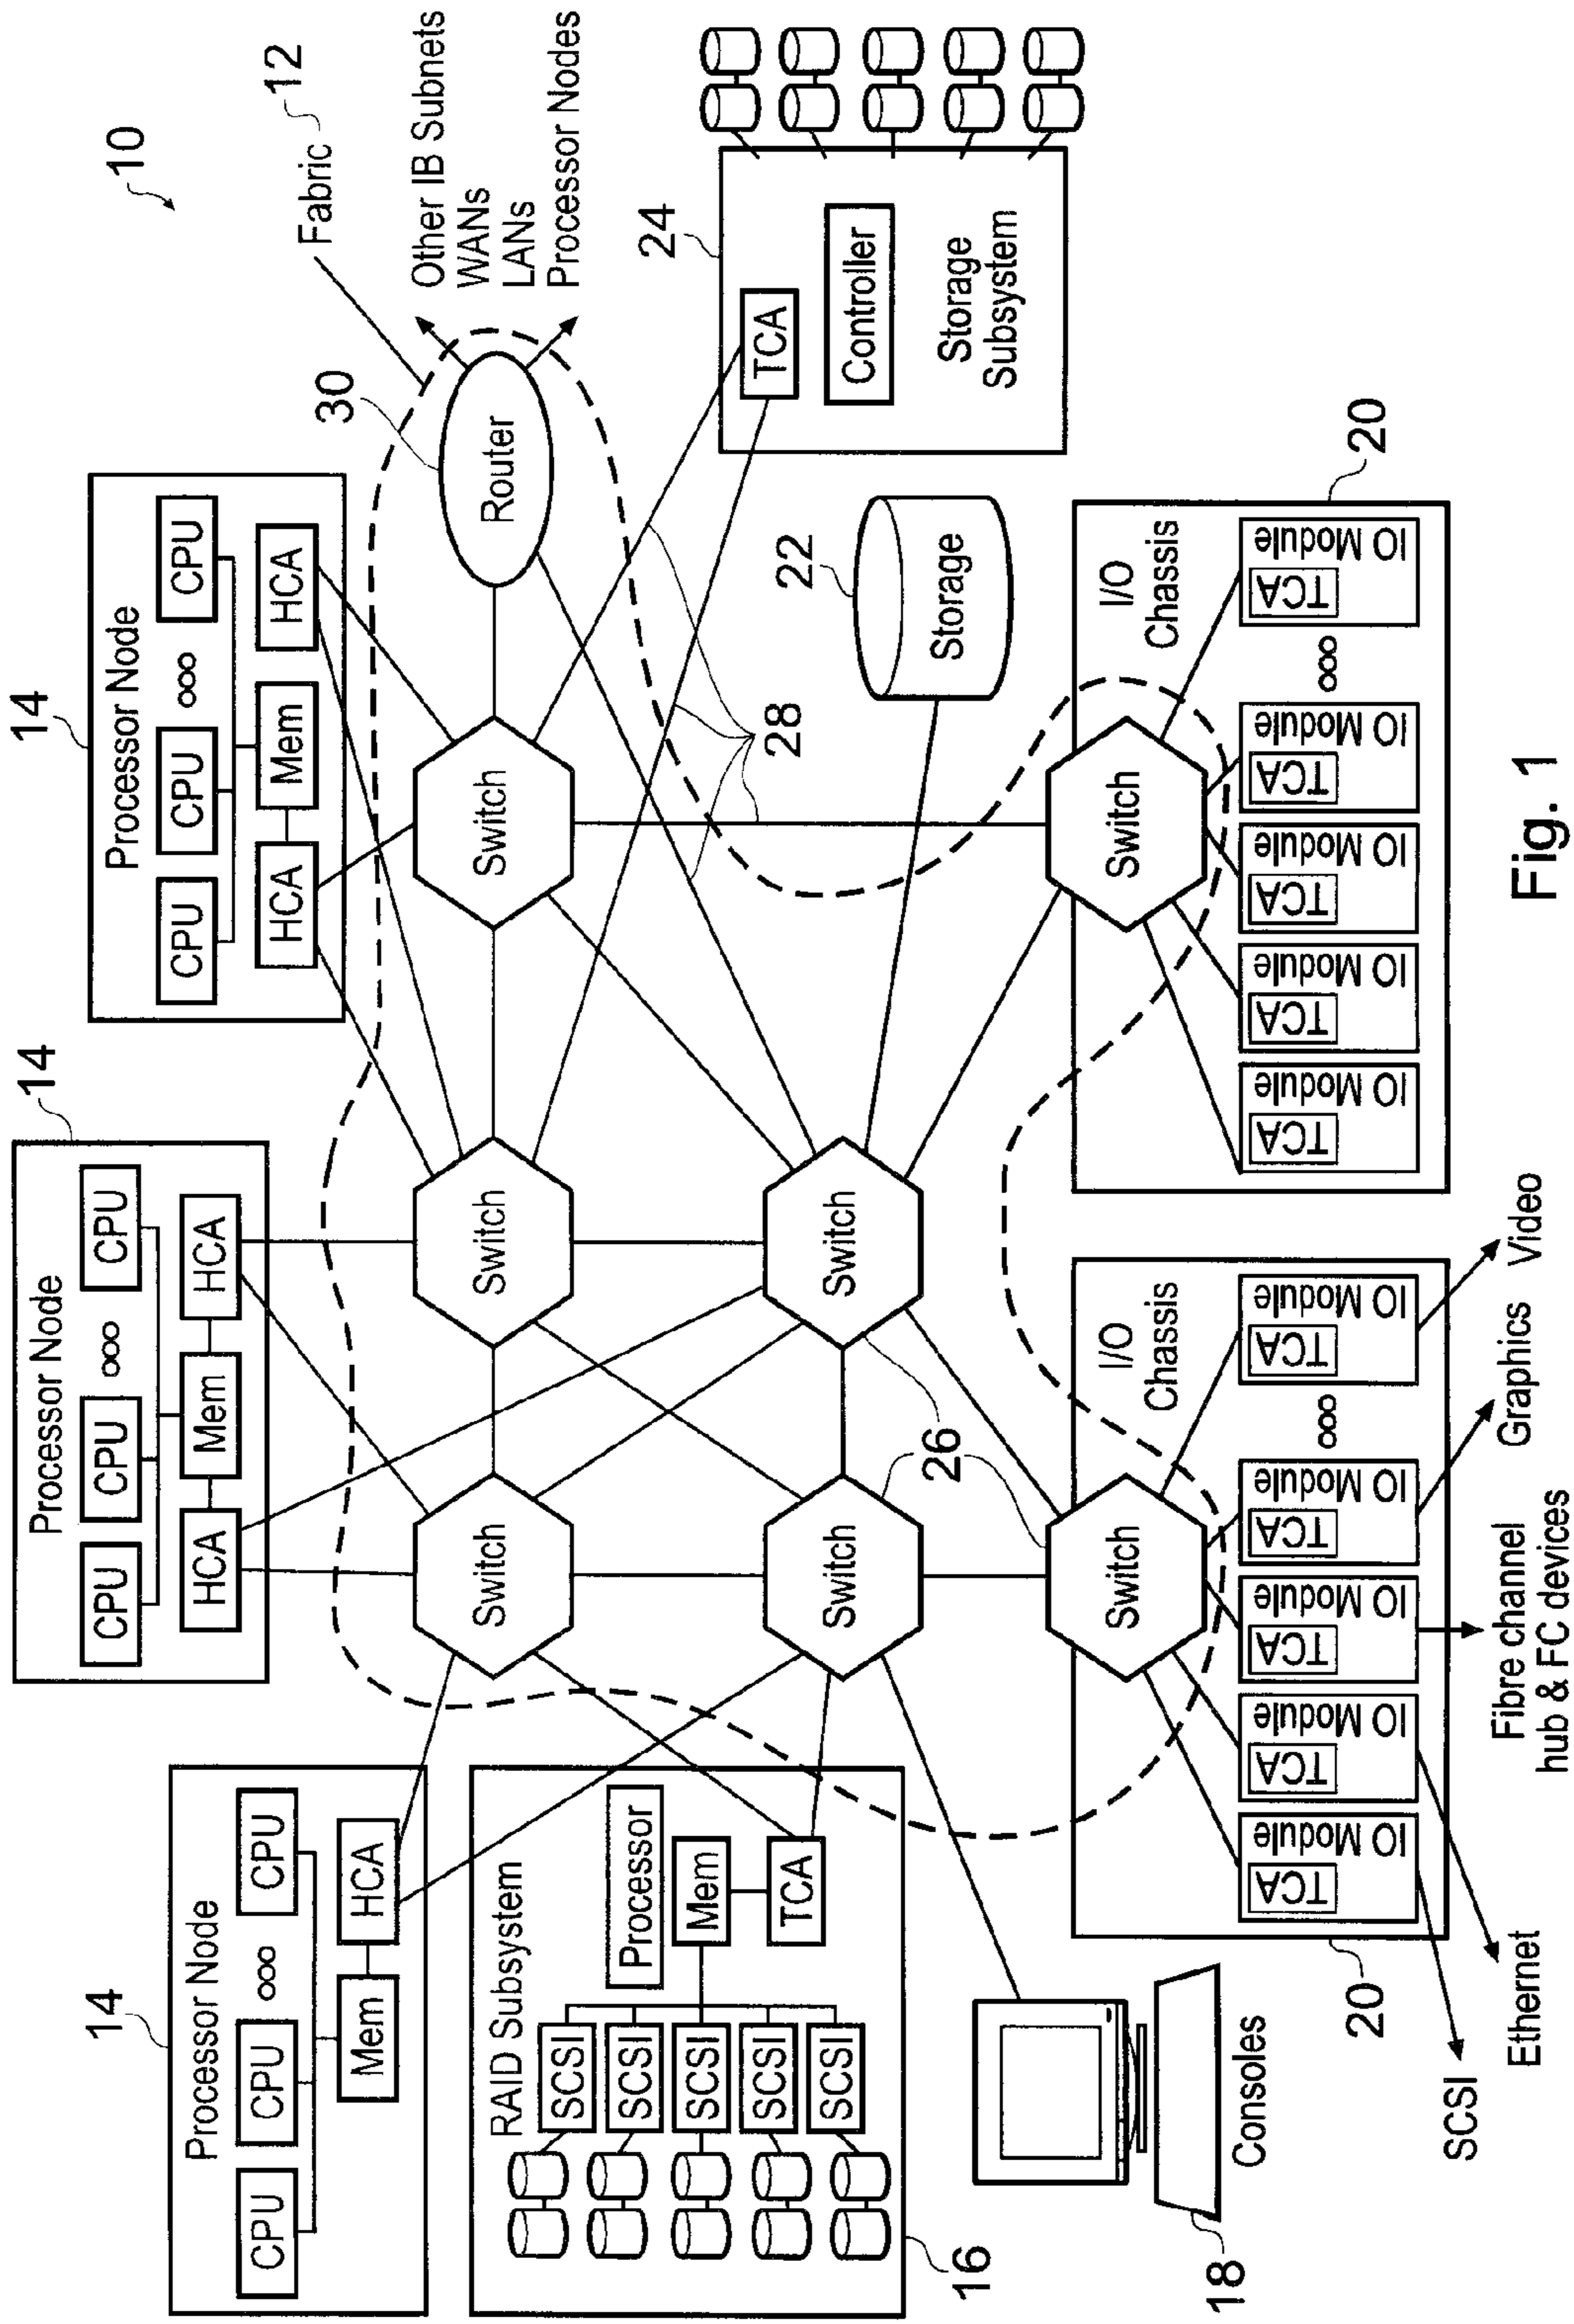 10
Fabric 12
Other IB Subnets
WANs
LANs
Processor Nodes
14
Processor Node
CPU
CPU
ooo
CPU
Mem
HCA
14
Processor Node
CPU
CPU
ooo
CPU
HCA
Mem
HCA
14
Processor Node
CPU
CPU
ooo
CPU
HCA
Mem
HCA
30
Router
RAID Subsystem
Processor
SCSI
SCSI
SCSI
SCSI
SCSI
Mem
TCA
16
Switch
Switch
Switch
Switch
Switch
26
28
22
Storage
24
TCA
Controller
Storage
Subsystem
Consoles
18
Switch
I/O
Chassis
TCA
IO Module
TCA
IO Module
TCA
IO Module
TCA
IO Module
ooo
TCA
IO Module
20
SCSI
Ethernet
Fibre channel
hub & FC devices
Graphics
Video
Switch
I/O
Chassis
TCA
IO Module
TCA
IO Module
TCA
IO Module
TCA
IO Module
ooo
TCA
IO Module
20
Fig. 1